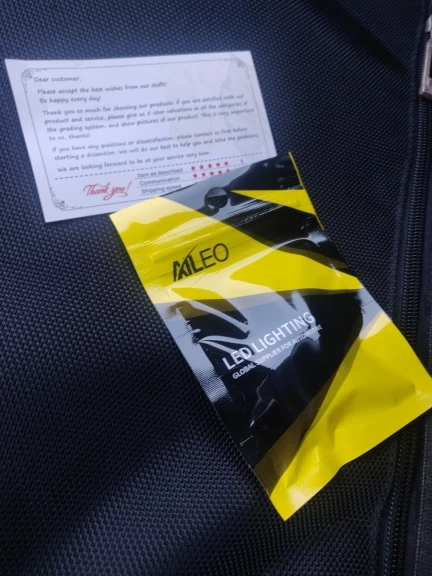 Dear customer,
Please accept the best wishes from our staffs
Be happy every day!
Thank you so much for choosing our products, if you are satisfied with our
product and service, please give us 5-star valuations in all the categories of
the grading system, and show pictures of our product. This is very important
to us, thanks!
If you have any questions or dissatisfaction, please contact us first before
starting a dissention. We will do our best to help you and solve the problems.
We are looking forward to be at your service very soon.
Thank you!
Item as described ★★★★★ 5
Communication ★★★★
Shipping speed
AILEO
LED LIGHTING
GLOBAL SUPPLIER FOR AUTOMOTIVE